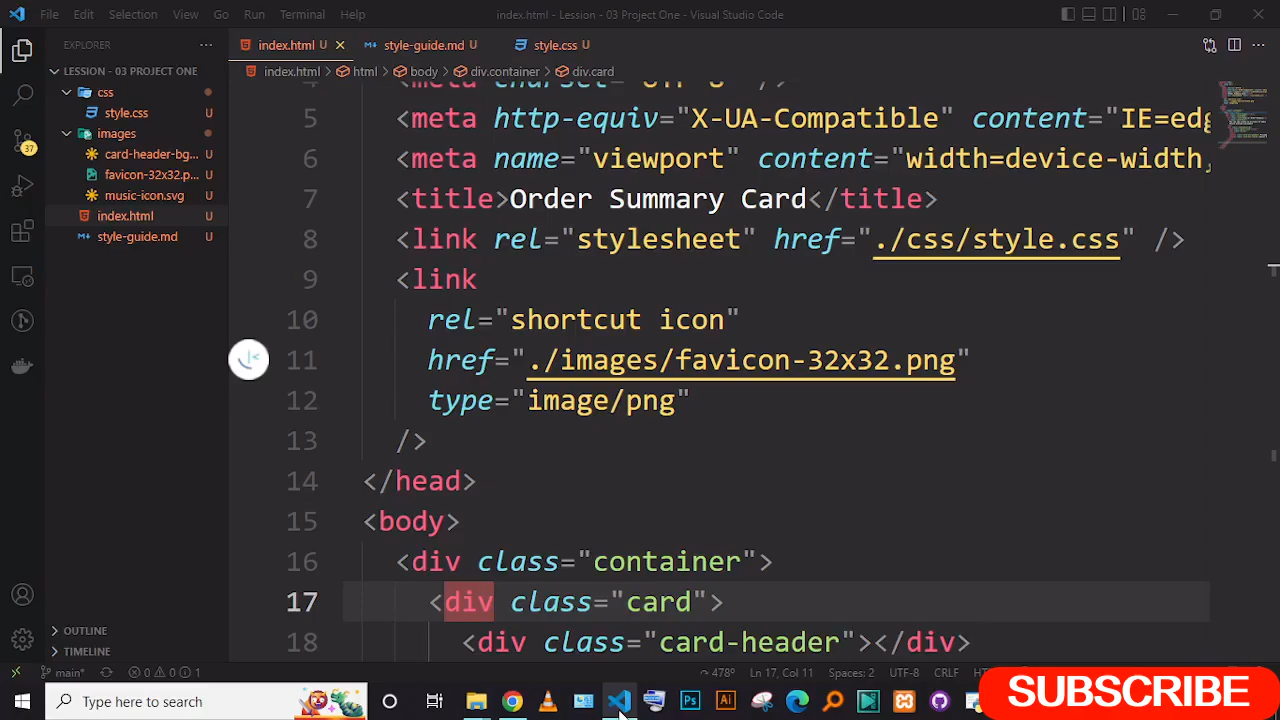 File Edit Selection View Go Run Terminal Help index.html - Lession - 03 Project One - Visual Studio Code
EXPLORER ... index.html U style-guide.md U style.css U
LESSION - 03 PROJECT ONE index.html > html > body > div.container > div.card
css
style.css U
images
card-header-bg... U
favicon-32x32.p... U
music-icon.svg U
index.html U
style-guide.md U
5 <meta http-equiv="X-UA-Compatible" content="IE=edg
6 <meta name="viewport" content="width=device-width,
7 <title>Order Summary Card</title>
8 <link rel="stylesheet" href="./css/style.css" />
9 <link
10 rel="shortcut icon"
11 href="./images/favicon-32x32.png"
12 type="image/png"
13 />
14 </head>
15 <body>
16 <div class="container">
17 <div class="card">
18 <div class="card-header"></div>
37
OUTLINE
TIMELINE
main* 0 0 1 478° Ln 17, Col 11 Spaces: 2 UTF-8 CRLF
Type here to search
Ps Ai
SUBSCRIBE